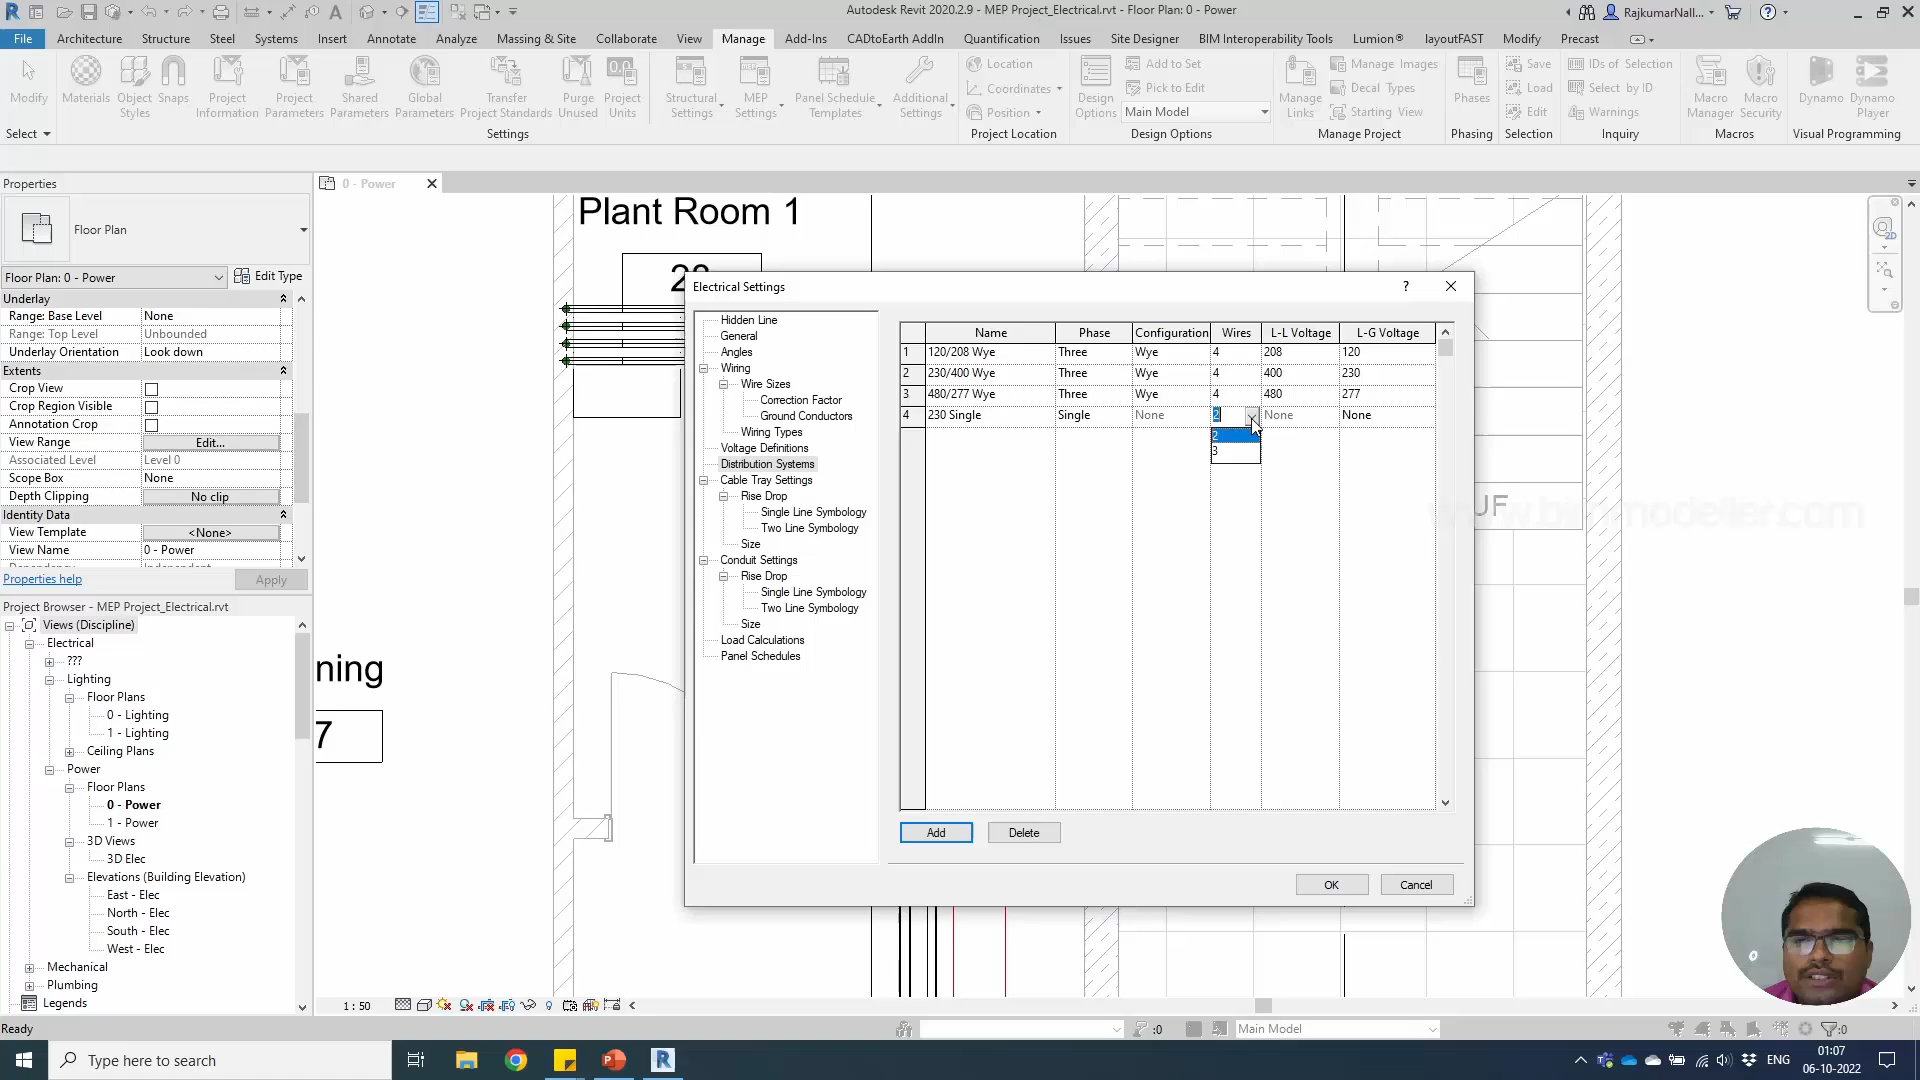 Autodesk Revit 2020.2.9 - MEP Project_Electrical.rvt - Floor Plan: 0 - Power
RajkumarNall...
File Architecture Structure Steel Systems Insert Annotate Analyze Massing & Site Collaborate View Manage Add-Ins CADtoEarth AddIn Quantification Issues Site Designer BIM Interoperability Tools Lumion® layoutFAST Modify Precast
Modify
Materials
Object Styles
Snaps
Project Information
Project Parameters
Shared Parameters
Global Parameters
Transfer Project Standards
Purge Unused
Project Units
Structural Settings
MEP Settings
Panel Schedule Templates
Additional Settings
Location
Coordinates
Position
Design Options
Add to Set
Pick to Edit
Main Model
Manage Links
Manage Images
Decal Types
Starting View
Phases
Save
Load
Edit
IDs of Selection
Select by ID
Warnings
Macro Manager
Macro Security
Dynamo
Dynamo Player
Select
Settings
Project Location
Design Options
Manage Project
Phasing
Selection
Inquiry
Macros
Visual Programming
Properties
Floor Plan
Floor Plan: 0 - Power
Edit Type
Underlay
Range: Base Level None
Range: Top Level Unbounded
Underlay Orientation Look down
Extents
Crop View
Crop Region Visible
Annotation Crop
View Range Edit...
Associated Level Level 0
Scope Box None
Depth Clipping No clip
Identity Data
View Template <None>
View Name 0 - Power
Properties help
Apply
Project Browser - MEP Project_Electrical.rvt
Views (Discipline)
Electrical
???
Lighting
Floor Plans
0 - Lighting
1 - Lighting
Ceiling Plans
Power
Floor Plans
0 - Power
1 - Power
3D Views
3D Elec
Elevations (Building Elevation)
East - Elec
North - Elec
South - Elec
West - Elec
Mechanical
Plumbing
Legends
0 - Power
Plant Room 1
ning
7
Electrical Settings
Hidden Line
General
Angles
Wiring
Wire Sizes
Correction Factor
Ground Conductors
Wiring Types
Voltage Definitions
Distribution Systems
Cable Tray Settings
Rise Drop
Single Line Symbology
Two Line Symbology
Size
Conduit Settings
Rise Drop
Single Line Symbology
Two Line Symbology
Size
Load Calculations
Panel Schedules
Name Phase Configuration Wires L-L Voltage L-G Voltage
1 120/208 Wye Three Wye 4 208 120
2 230/400 Wye Three Wye 4 400 230
3 480/277 Wye Three Wye 4 480 277
4 230 Single Single None 2 None None
2
3
Add
Delete
OK
Cancel
UF
2D
1 : 50
Ready
:0
Main Model
:0
Type here to search
ENG
01:07
06-10-2022